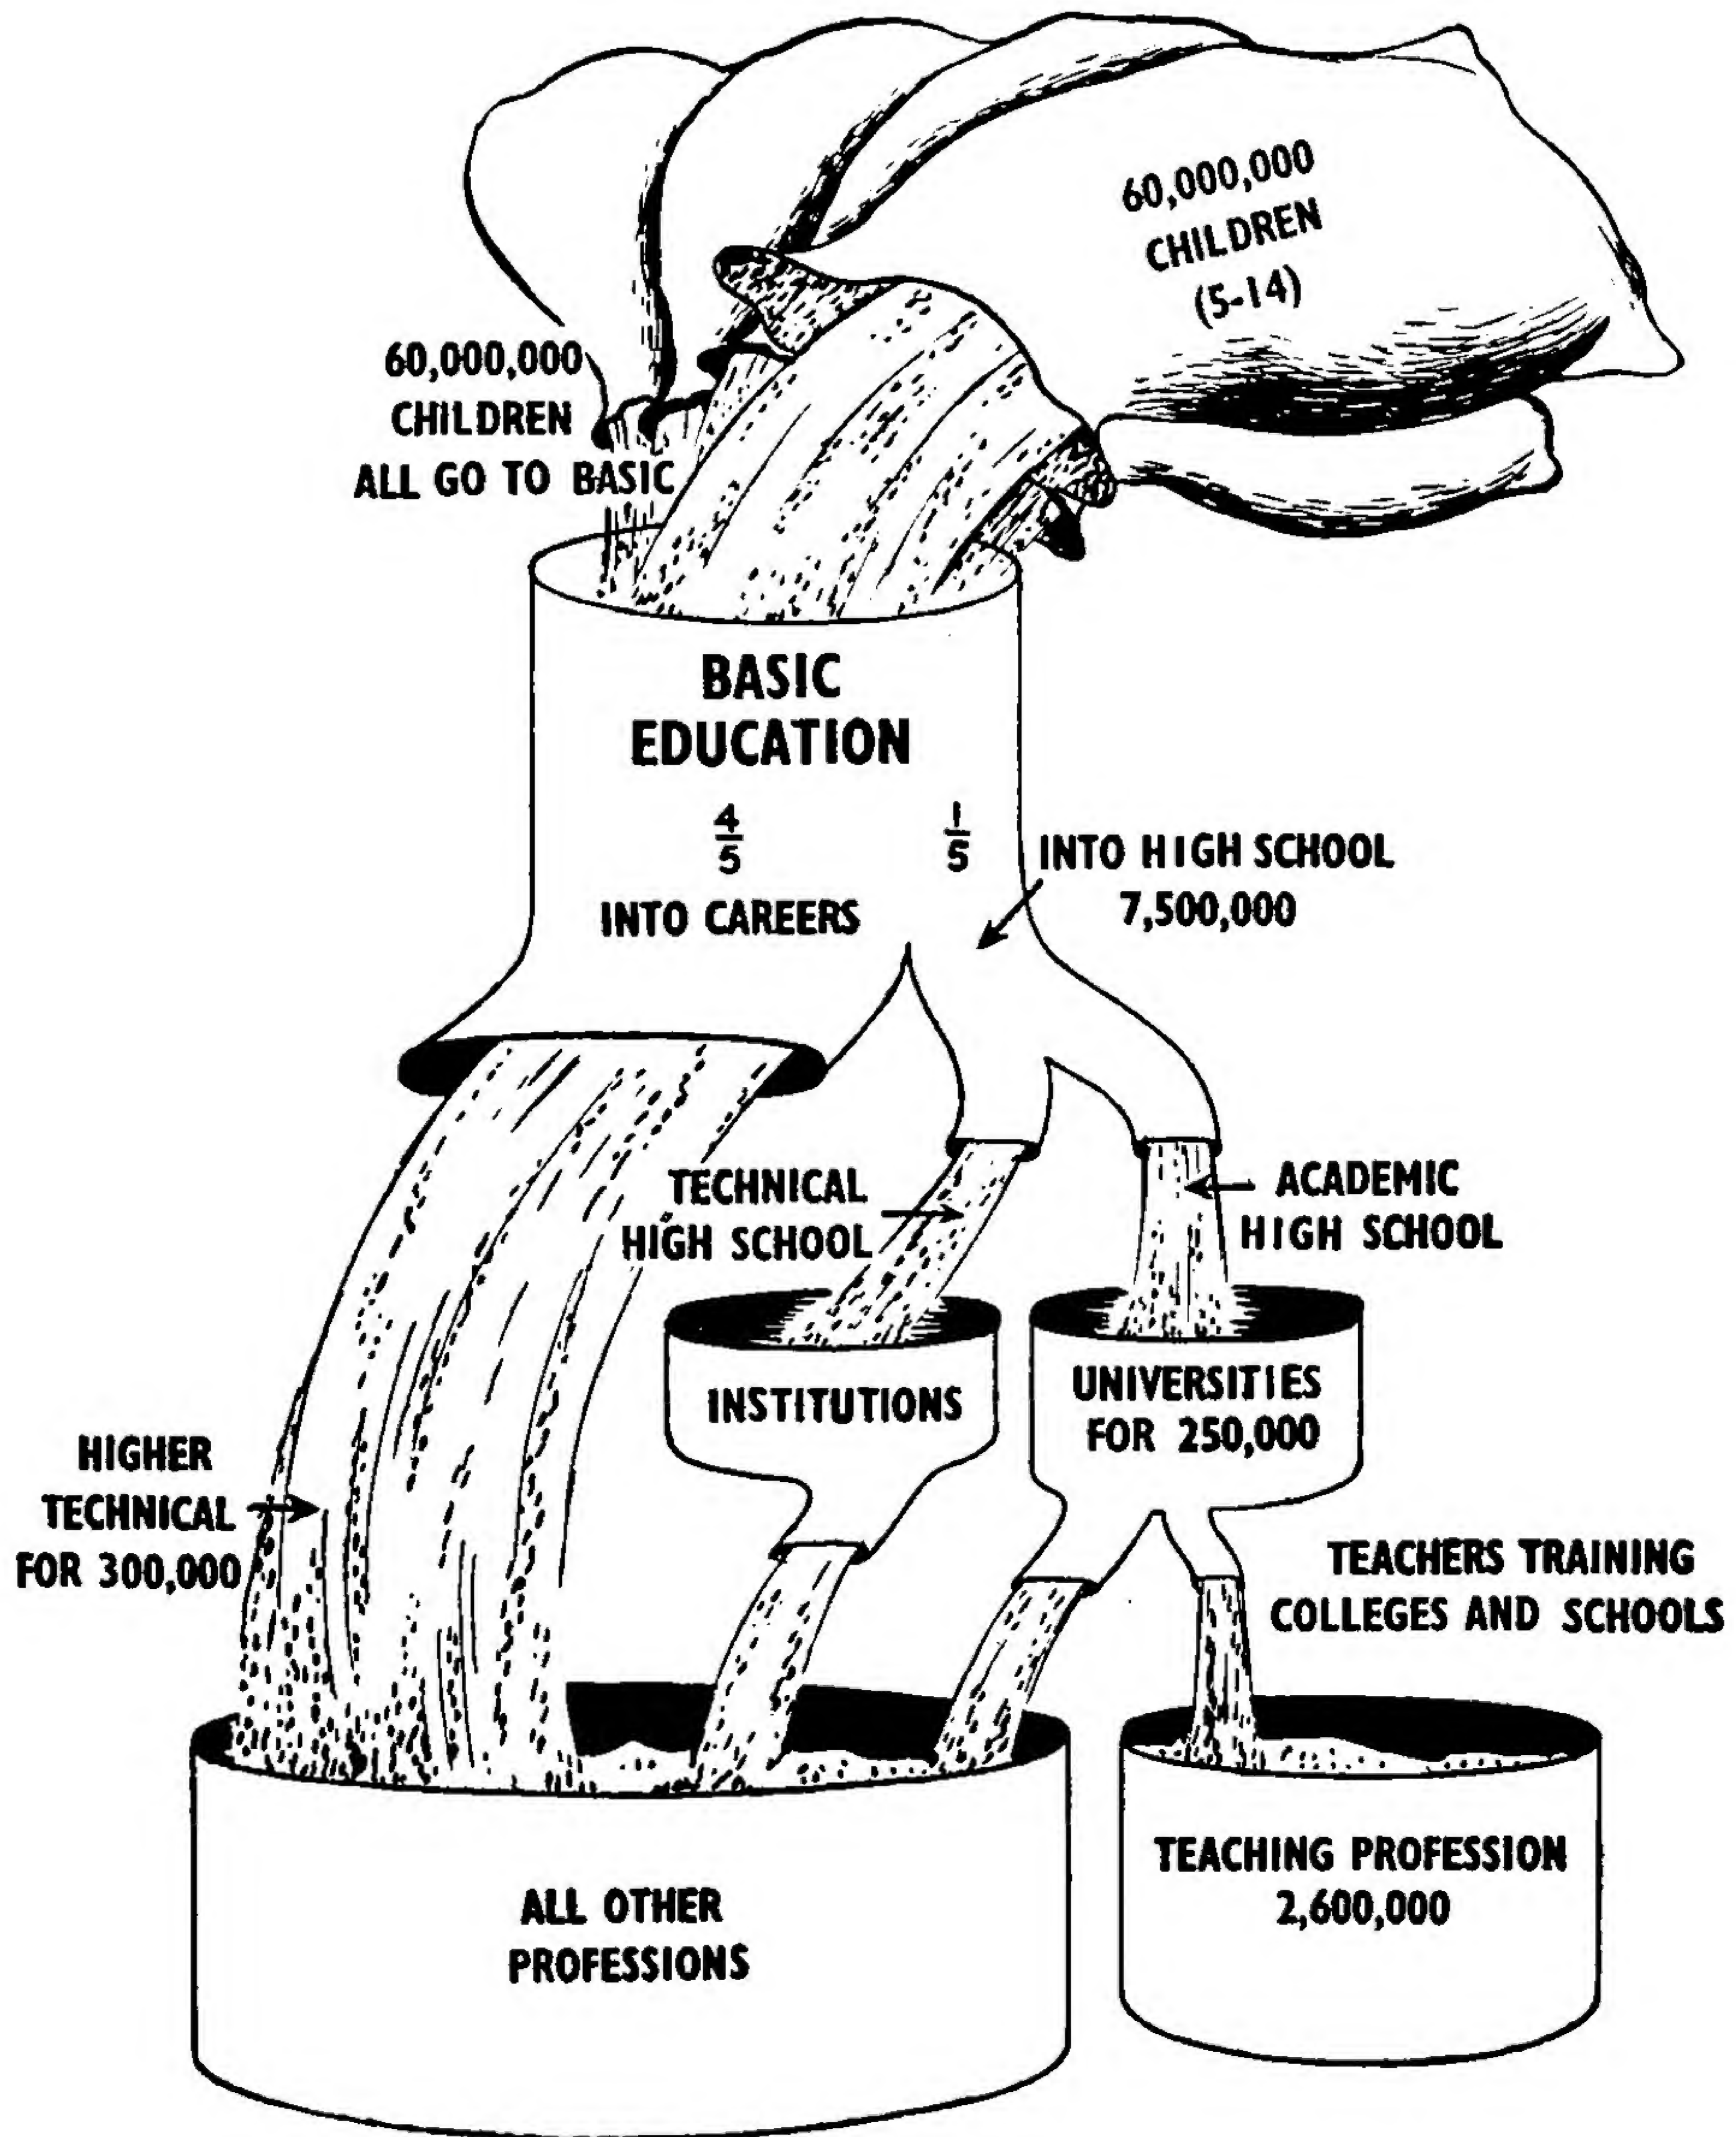 60,000,000
CHILDREN
(5-14)
60,000,000
CHILDREN
ALL GO TO BASIC
BASIC
EDUCATION
4/5
1/5
INTO CAREERS
INTO HIGH SCHOOL
7,500,000
TECHNICAL
HIGH SCHOOL
ACADEMIC
HIGH SCHOOL
INSTITUTIONS
UNIVERSITIES
FOR 250,000
HIGHER
TECHNICAL
FOR 300,000
TEACHERS TRAINING
COLLEGES AND SCHOOLS
ALL OTHER
PROFESSIONS
TEACHING PROFESSION
2,600,000